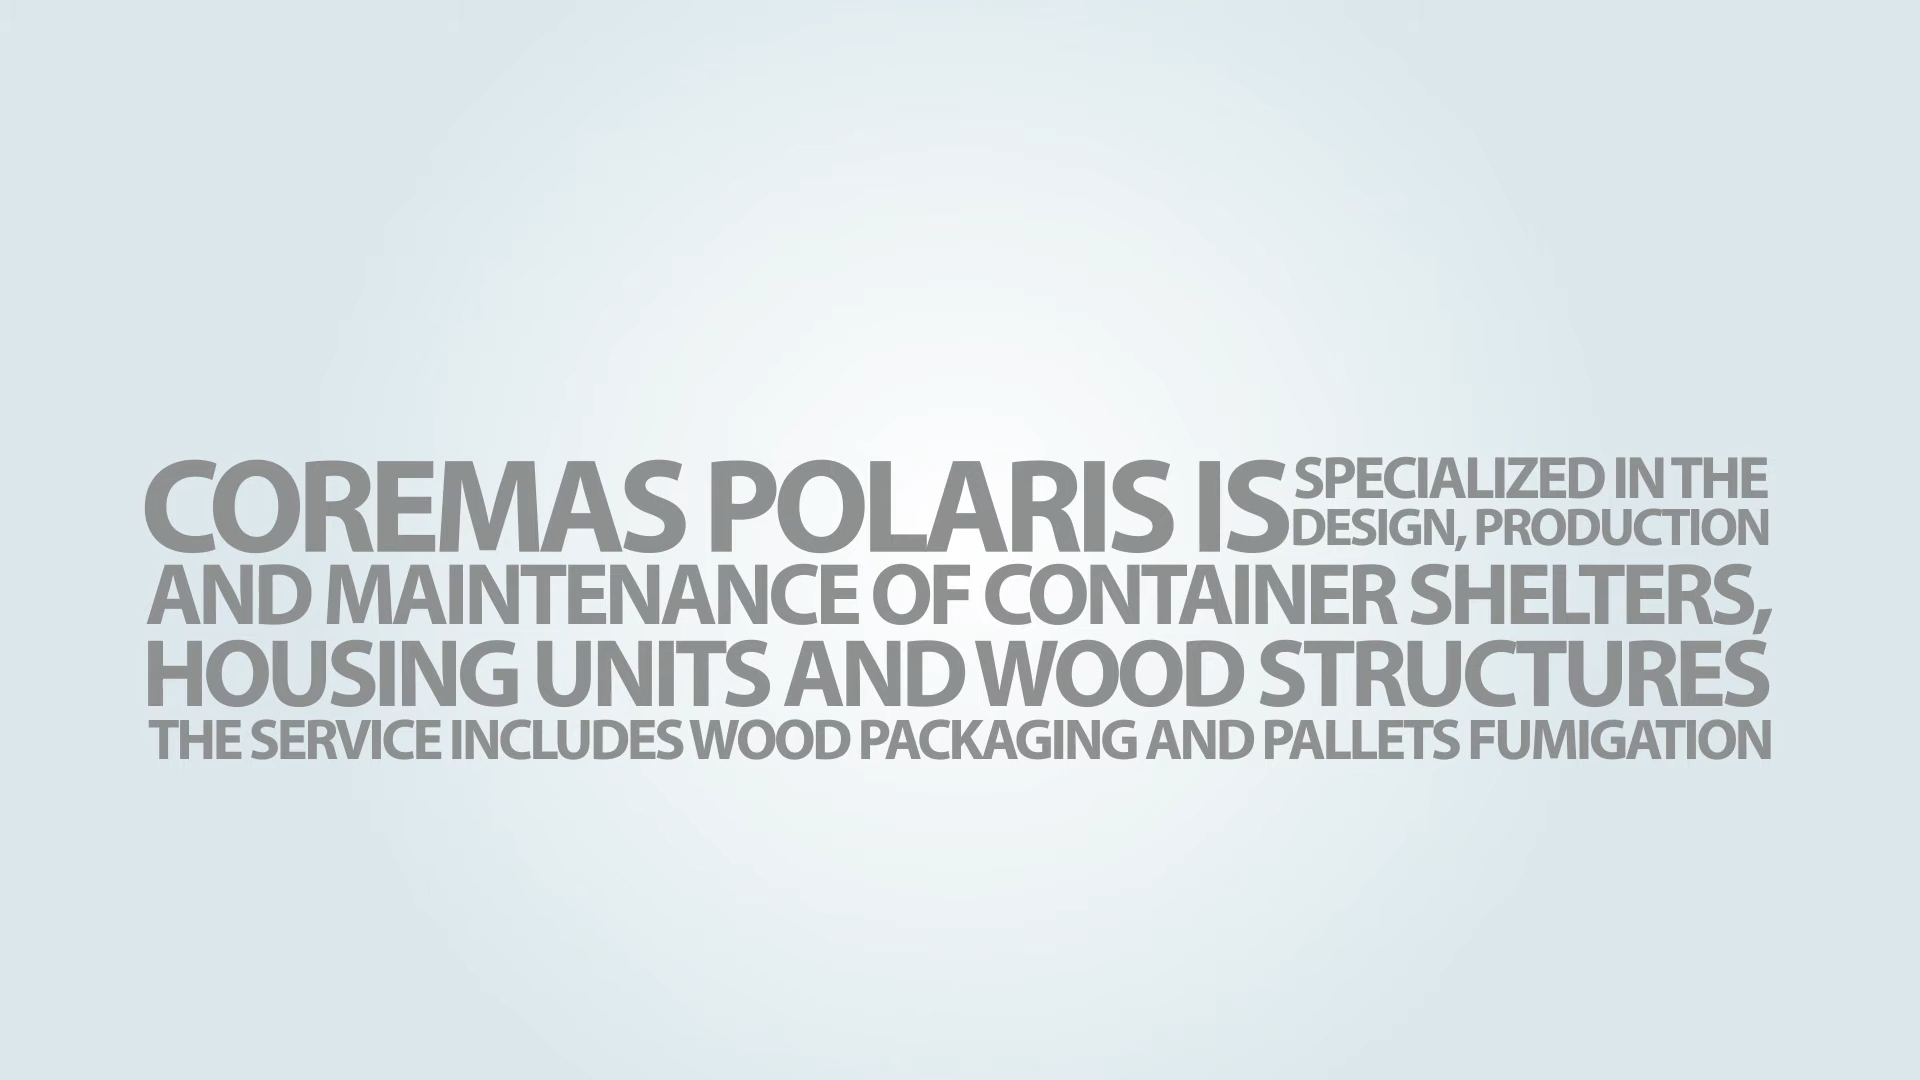 COREMAS POLARIS IS
SPECIALIZED IN THE
DESIGN, PRODUCTION
AND MAINTENANCE OF CONTAINER SHELTERS,
HOUSING UNITS AND WOOD STRUCTURES
THE SERVICE INCLUDES WOOD PACKAGING AND PALLETS FUMIGATION